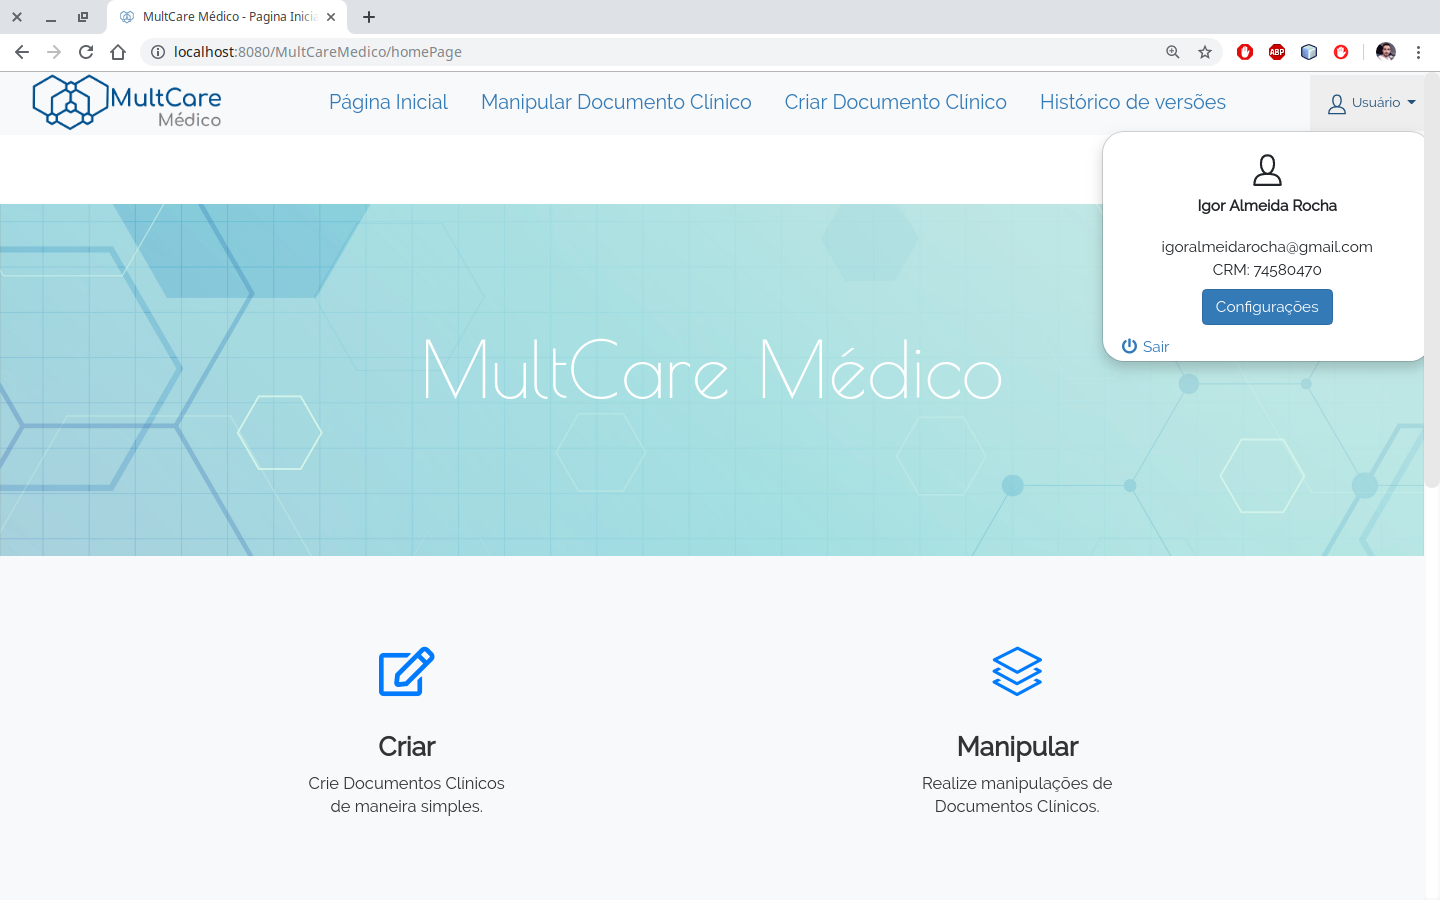 MultCare Médico - Pagina Inicia
localhost:8080/MultCareMedico/homePage
ABP
MultCare
Médico
Página Inicial
Manipular Documento Clínico
Criar Documento Clínico
Histórico de versões
Usuário
Igor Almeida Rocha
igoralmeidarocha@gmail.com
CRM: 74580470
Configurações
Sair
MultCare Médico
Criar
Crie Documentos Clínicos
de maneira simples.
Manipular
Realize manipulações de
Documentos Clínicos.